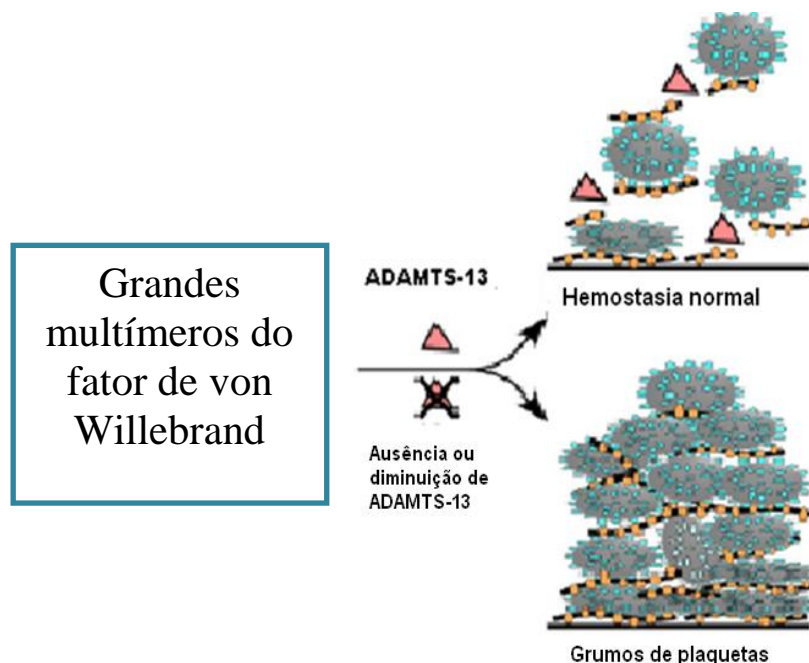 Grandes
multímeros do
fator de von
Willebrand
ADAMTS-13
Ausência ou
diminuição de
ADAMTS-13
Hemostasia normal
Grumos de plaquetas